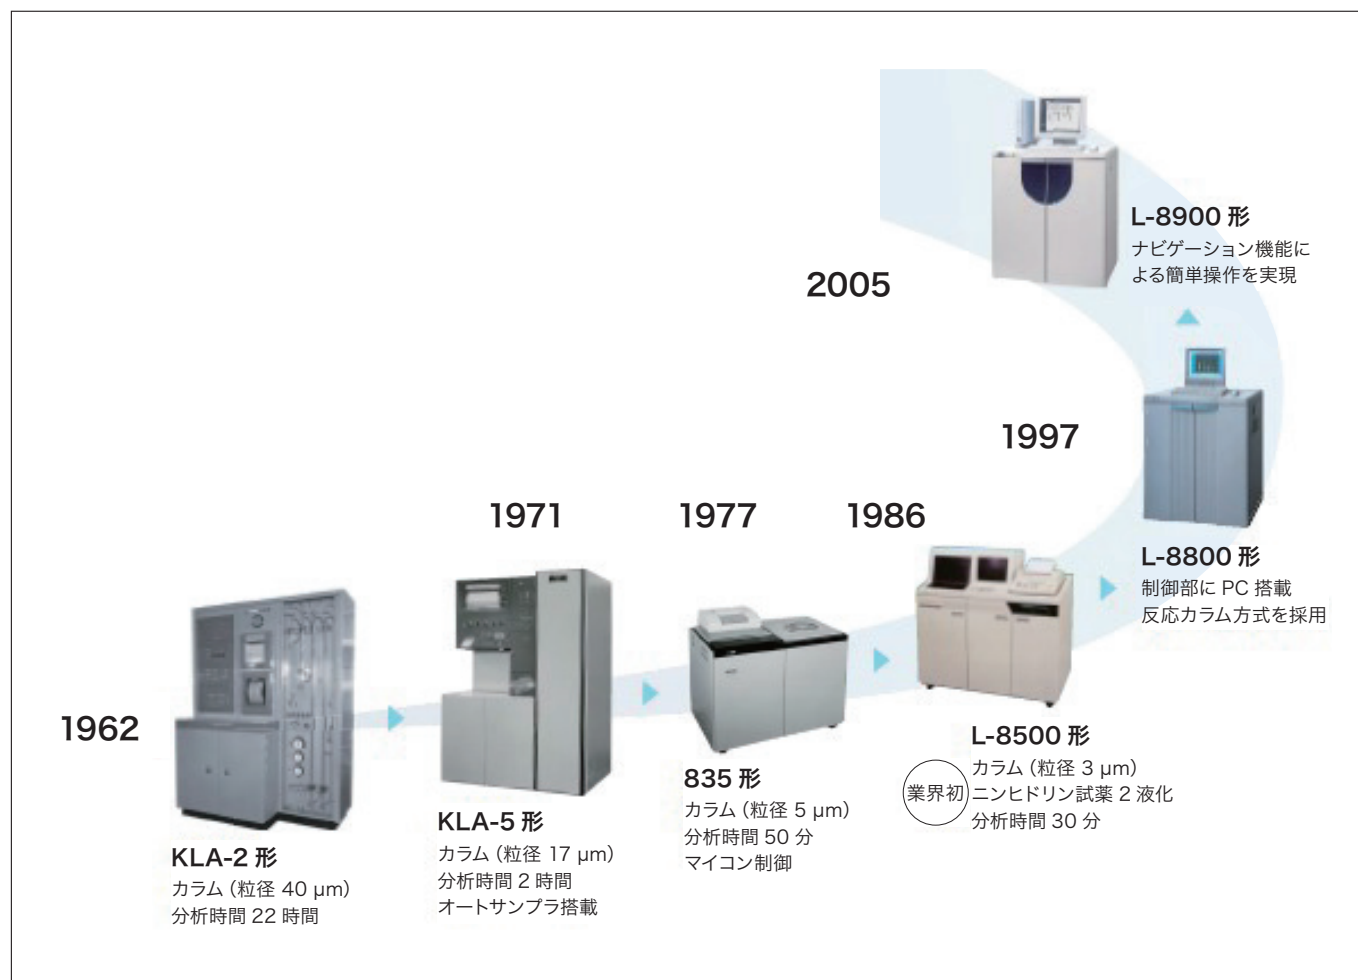 1962
KLA-2 形
カラム（粒径 40 μm）
分析時間 22 時間
1971
KLA-5 形
カラム（粒径 17 μm）
分析時間 2 時間
オートサンプラ搭載
1977
835 形
カラム（粒径 5 μm）
分析時間 50 分
マイコン制御
1986
L-8500 形
業界初
カラム（粒径 3 μm）
ニンヒドリン試薬 2 液化
分析時間 30 分
1997
L-8800 形
制御部に PC 搭載
反応カラム方式を採用
2005
L-8900 形
ナビゲーション機能に
よる簡単操作を実現